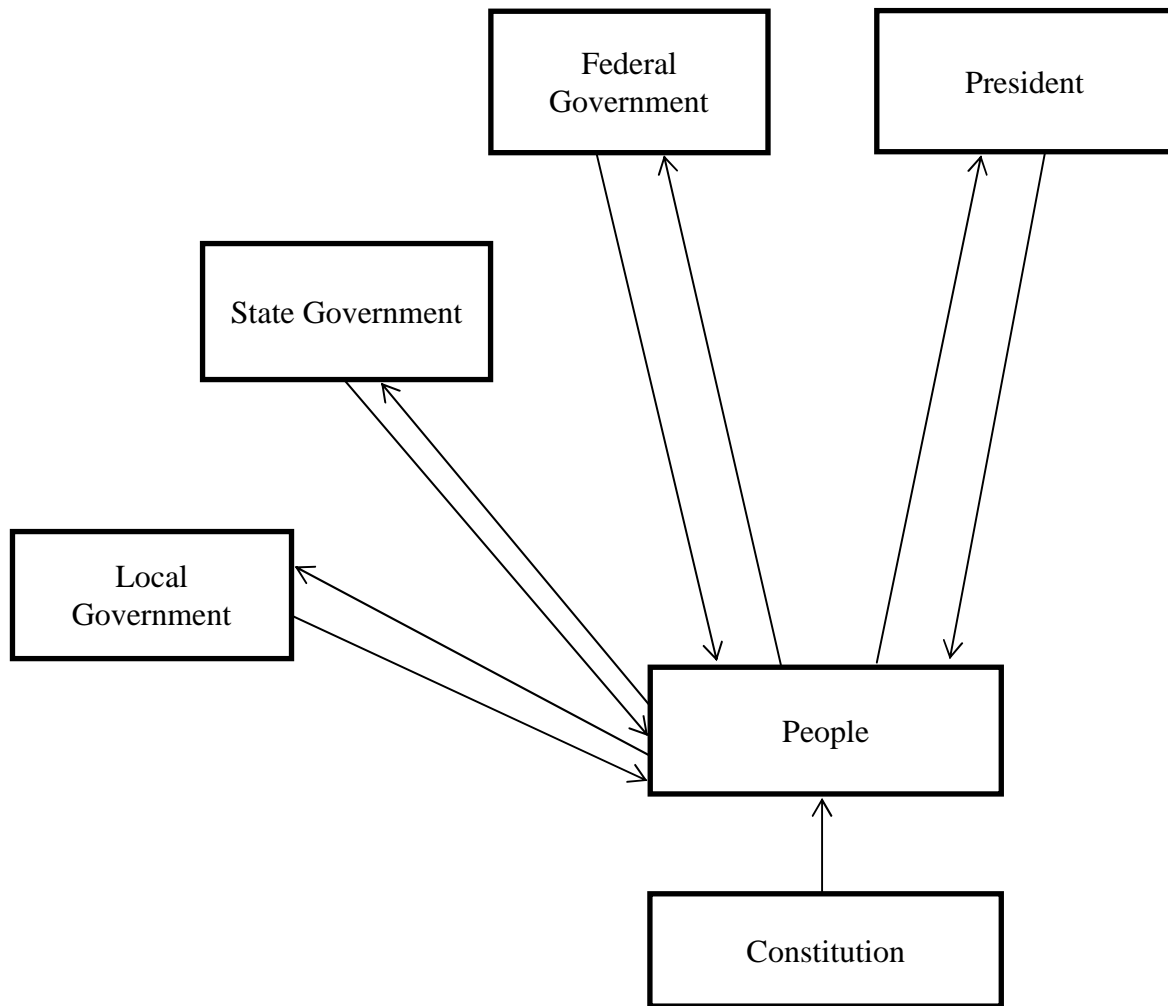 Federal
Government
President
State Government
Local
Government
People
Constitution